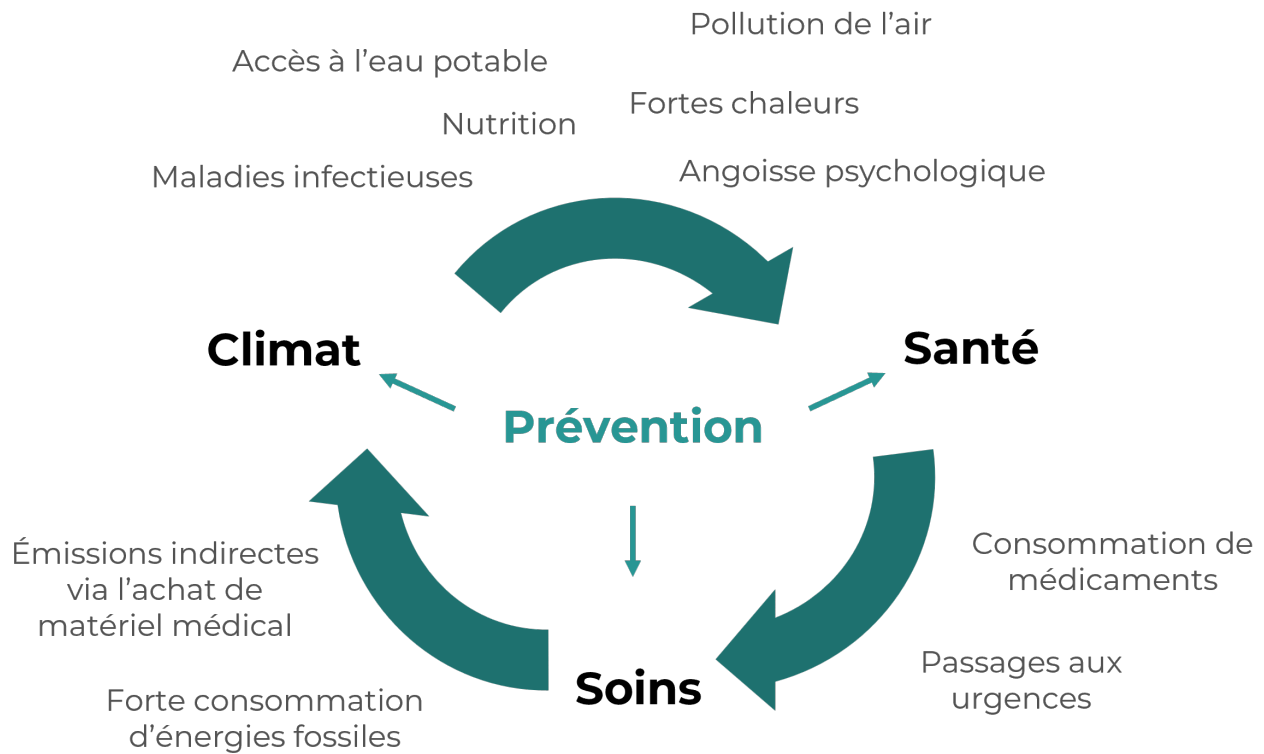 Pollution de l’air
Accès à l’eau potable
Fortes chaleurs
Nutrition
Angoisse psychologique
Maladies infectieuses
Climat
Santé
Prévention
Émissions indirectes
via l’achat de
matériel médical
Consommation de
médicaments
Soins
Passages aux
urgences
Forte consommation
d’énergies fossiles